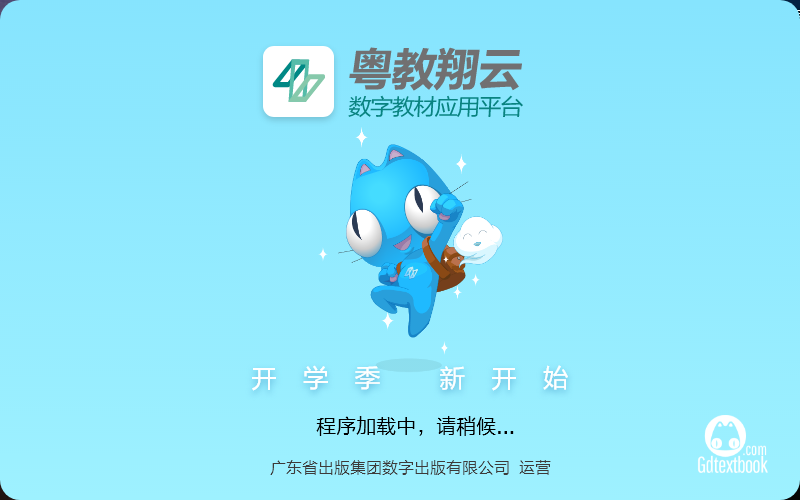 粤教翔云
数字教材应用平台
开学季 新开始
程序加载中，请稍候...
广东省出版集团数字出版有限公司 运营
.com
Gdtextbook